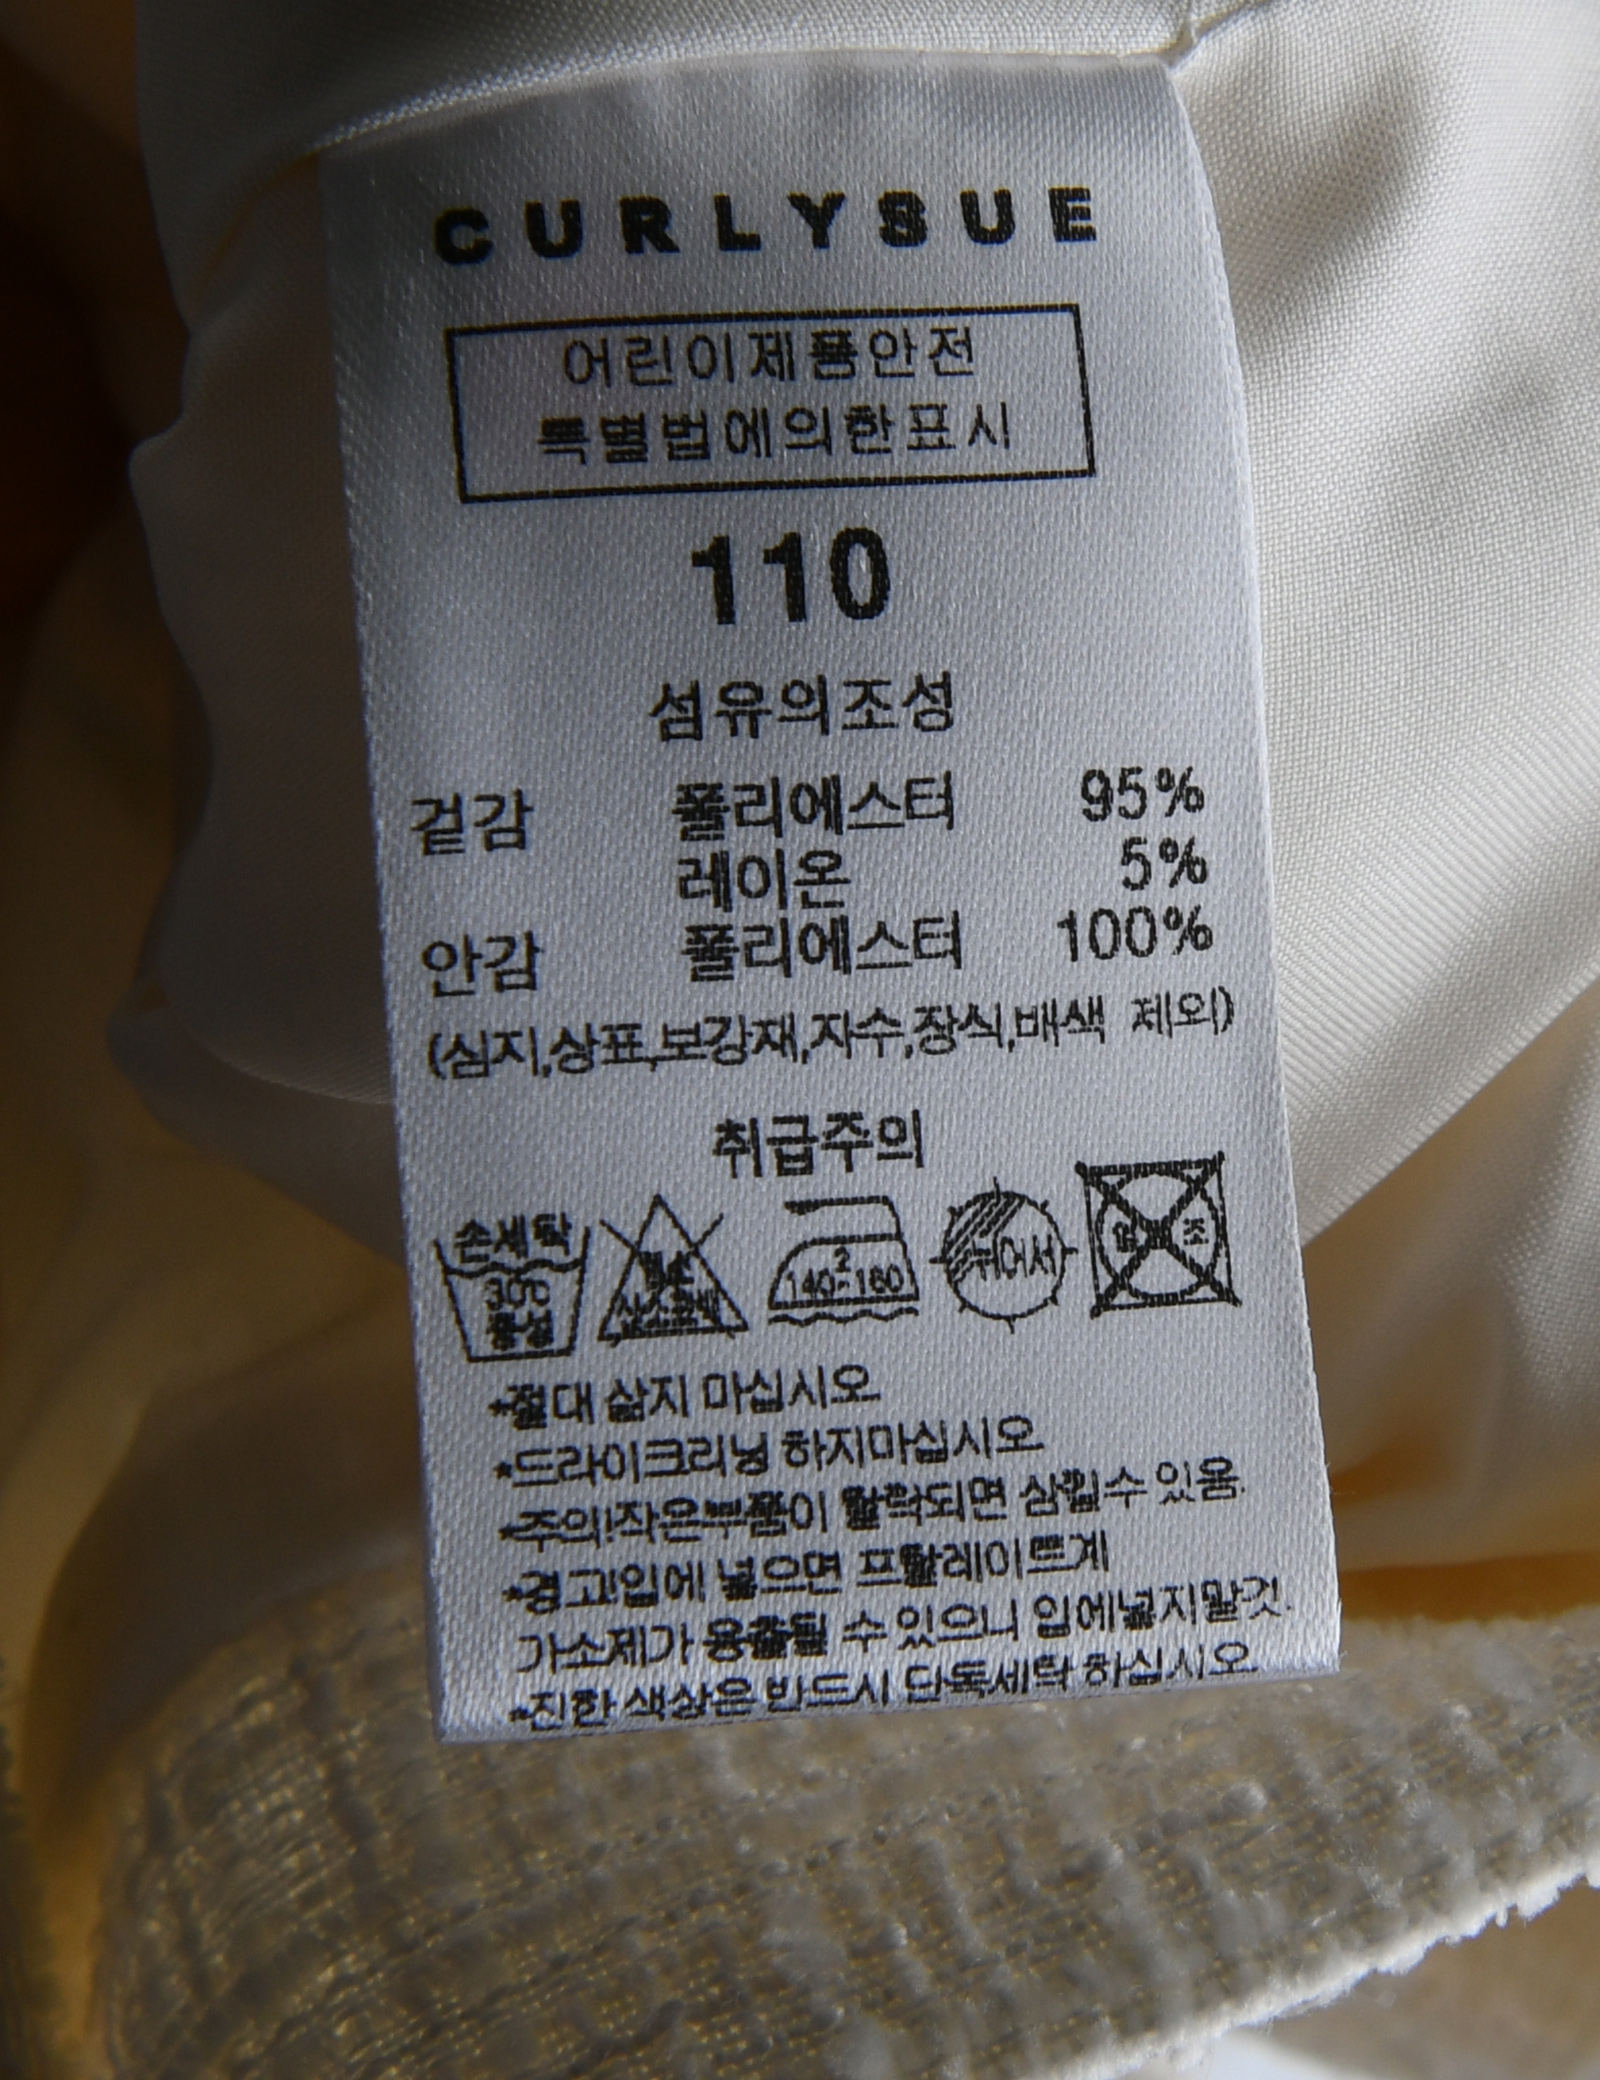 CURLYSUE
어린이제품안전
특별법에의한표시
110
섬유의조성
겉감 폴리에스터 95%
레이온 5%
안감 폴리에스터 100%
(심지,상표,보강재,자수,장식,배색 제외)
취급주의
손세탁
30℃
중성
산소표백
2
140~160
뉘어서
*절대 삶지 마십시오
*드라이크리닝 하지마십시오
*주의!작은부품이 탈락되면 삼킬수 있음.
*경고!입에 넣으면 프탈레이트계
가소제가 용출될 수 있으니 입에넣지말것.
*진한 색상은 반드시 단독세탁 하십시오